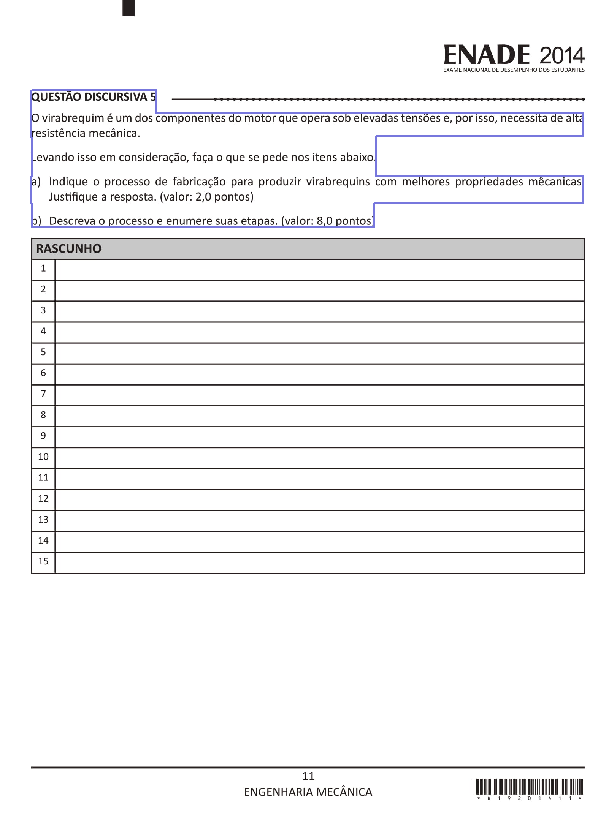 ENADE 2014
EXAME NACIONAL DE DESEMPENHO DOS ESTUDANTES
QUESTÃO DISCURSIVA 5
O virabrequim é um dos componentes do motor que opera sob elevadas tensões e, por isso, necessita de alta
resistência mecânica.
Levando isso em consideração, faça o que se pede nos itens abaixo.
a) Indique o processo de fabricação para produzir virabrequins com melhores propriedades mêcanicas.
Justifique a resposta. (valor: 2,0 pontos)
b) Descreva o processo e enumere suas etapas. (valor: 8,0 pontos)
RASCUNHO
1
2
3
4
5
6
7
8
9
10
11
12
13
14
15
11
ENGENHARIA MECÂNICA